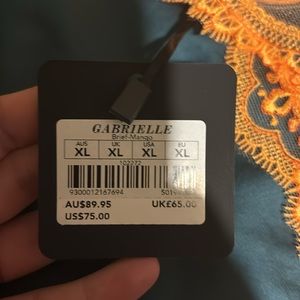 GABRIELLE
Brief-Mango
AUS UK USA EU
XL XL XL XL
102272
9300012167694
AU$89.95 UK£65.00
US$75.00